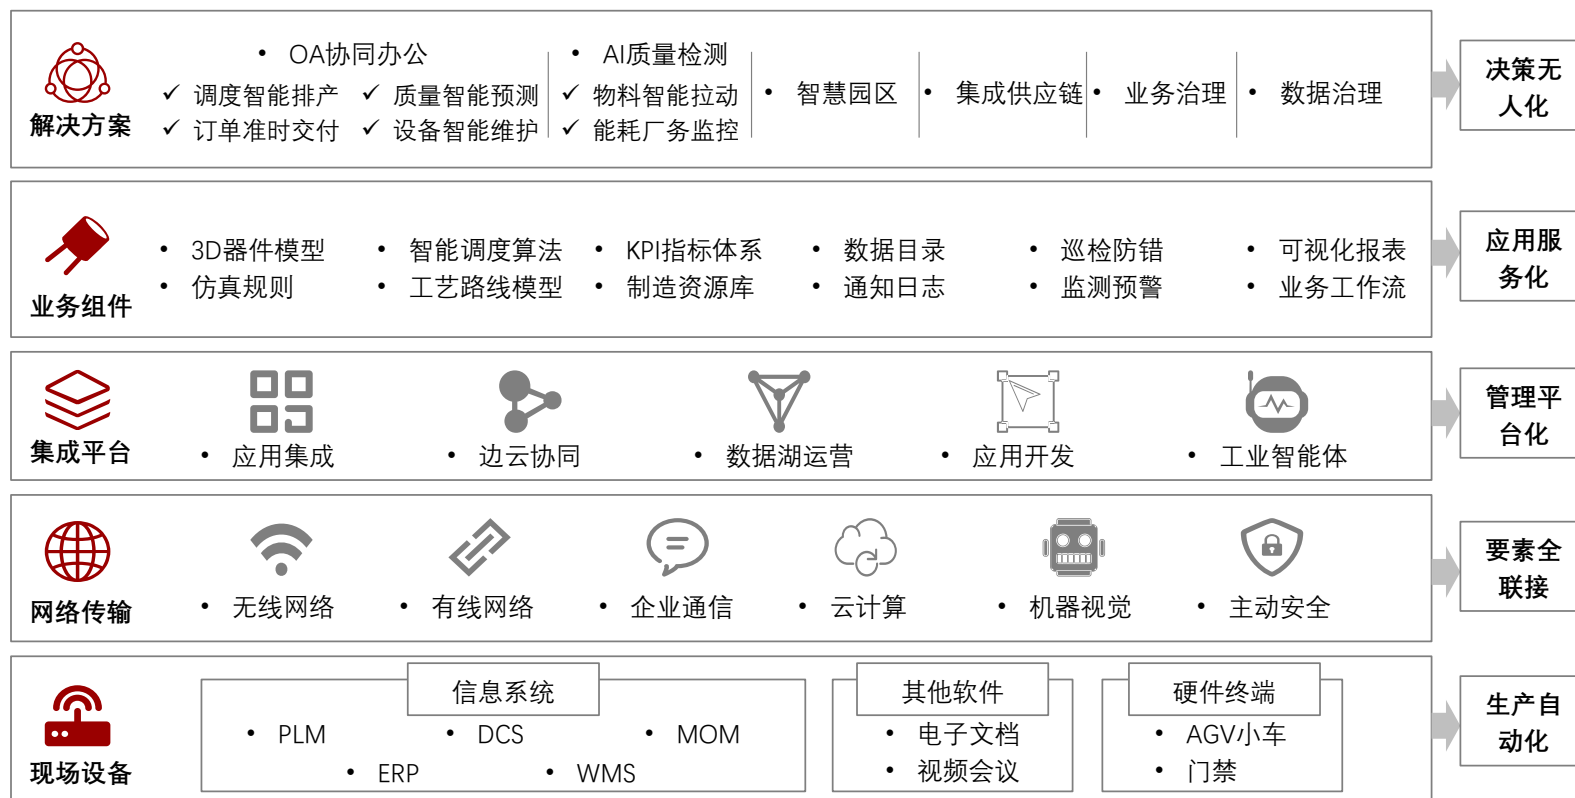 解决方案
• OA协同办公
✓ 调度智能排产 ✓ 质量智能预测
✓ 订单准时交付 ✓ 设备智能维护
• AI质量检测
✓ 物料智能拉动
✓ 能耗厂务监控
• 智慧园区
• 集成供应链
• 业务治理
• 数据治理
决策无
人化
业务组件
• 3D器件模型 • 智能调度算法 • KPI指标体系 • 数据目录 • 巡检防错 • 可视化报表
• 仿真规则 • 工艺路线模型 • 制造资源库 • 通知日志 • 监测预警 • 业务工作流
应用服
务化
集成平台
• 应用集成 • 边云协同 • 数据湖运营 • 应用开发 • 工业智能体
管理平
台化
网络传输
• 无线网络 • 有线网络 • 企业通信 • 云计算 • 机器视觉 • 主动安全
要素全
联接
现场设备
信息系统
• PLM • DCS • MOM
• ERP • WMS
其他软件
• 电子文档
• 视频会议
硬件终端
• AGV小车
• 门禁
生产自
动化